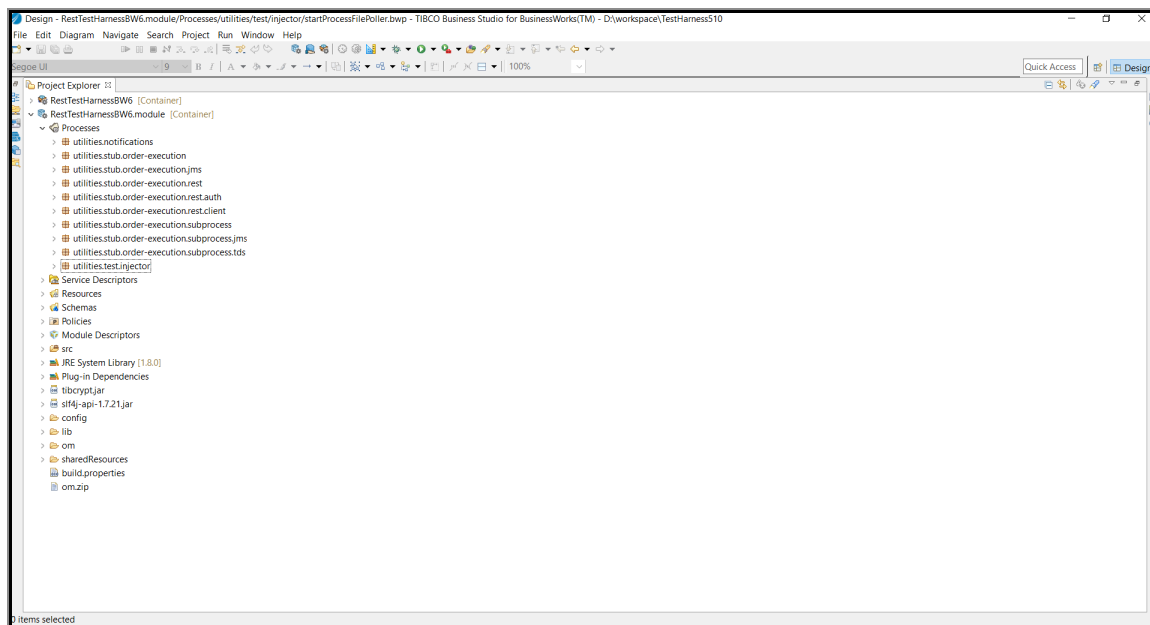 Design - RestTestHarnessBW6.module/Processes/utilities/test/injector/startProcessFilePoller.bwp - TIBCO Business Studio for BusinessWorks(TM) - D:\workspace\TestHarness510
File Edit Diagram Navigate Search Project Run Window Help
Segoe UI 9 B I A 100% Quick Access Design
Project Explorer
RestTestHarnessBW6 [Container]
RestTestHarnessBW6.module [Container]
Processes
utilities.notifications
utilities.stub.order-execution
utilities.stub.order-execution.jms
utilities.stub.order-execution.rest
utilities.stub.order-execution.rest.auth
utilities.stub.order-execution.rest.client
utilities.stub.order-execution.subprocess
utilities.stub.order-execution.subprocess.jms
utilities.stub.order-execution.subprocess.tds
utilities.test.injector
Service Descriptors
Resources
Schemas
Policies
Module Descriptors
src
JRE System Library [1.8.0]
Plug-in Dependencies
tibcrypt.jar
slf4j-api-1.7.21.jar
config
lib
om
sharedResources
build.properties
om.zip
0 items selected